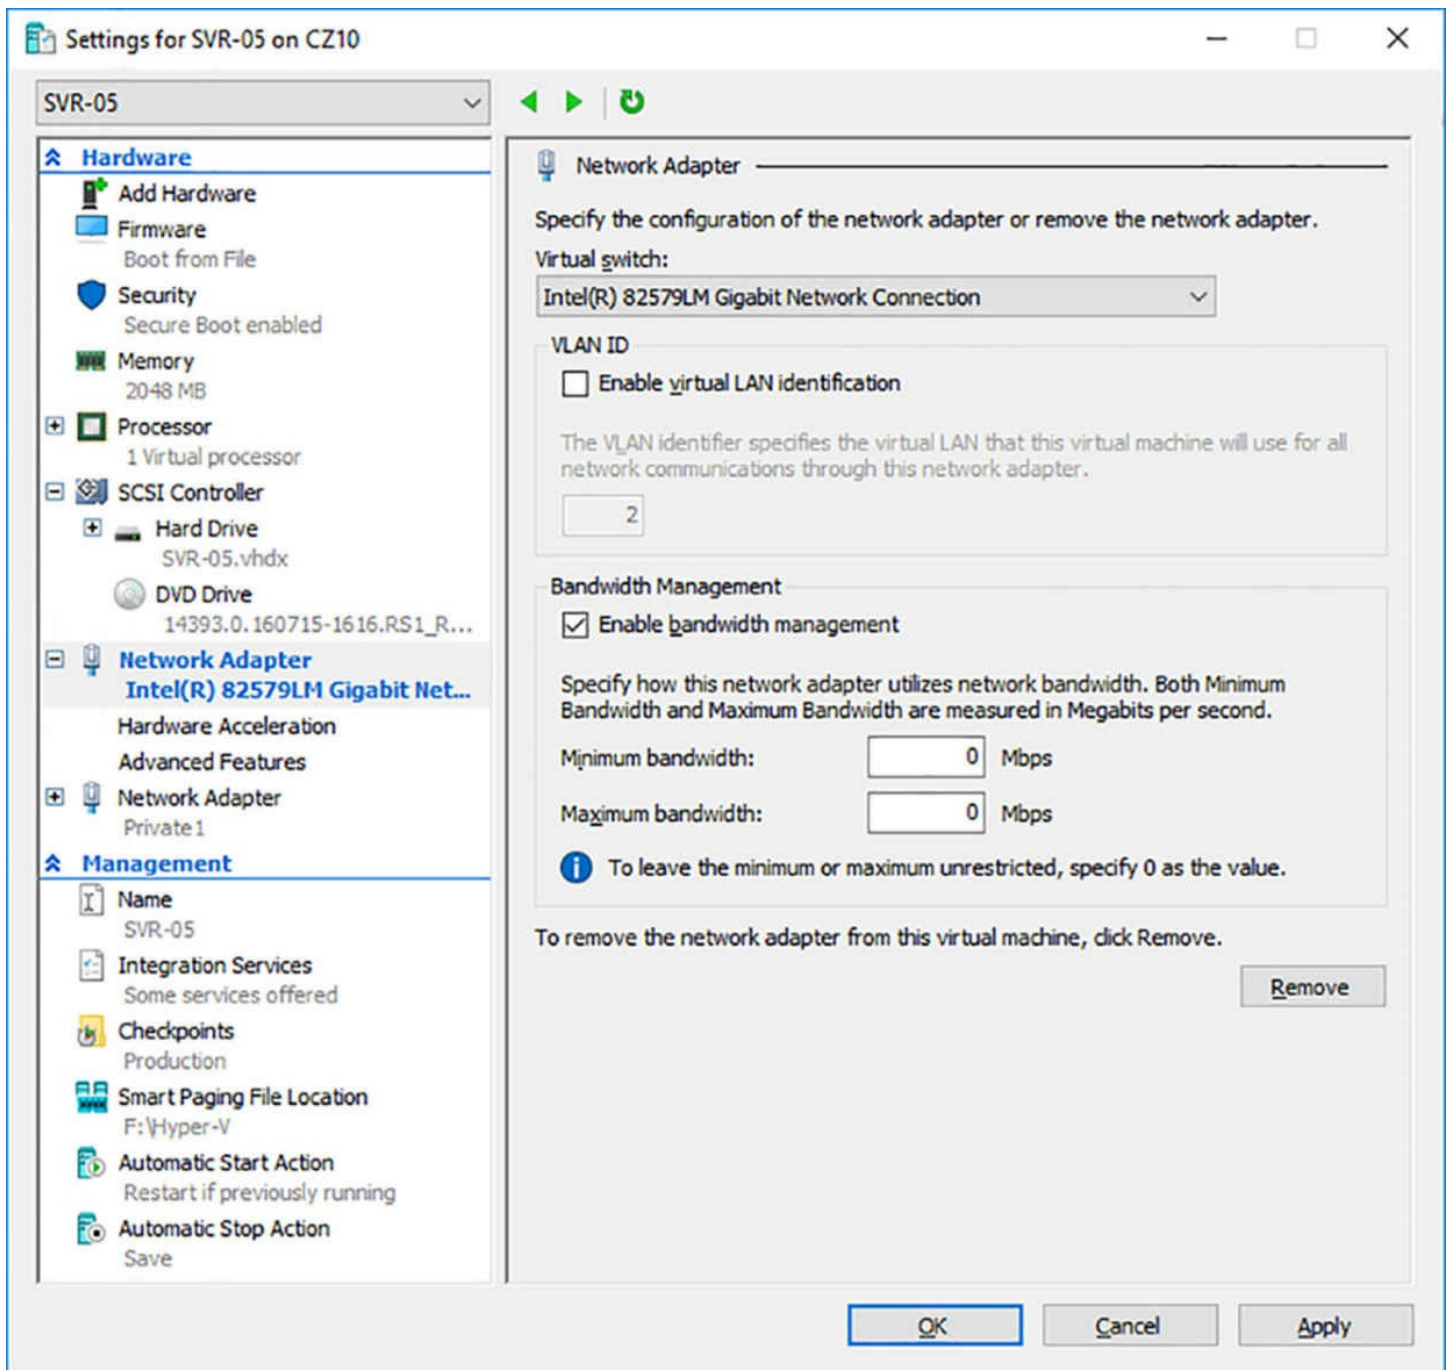 Settings for SVR-05 on CZ10
SVR-05
Hardware
Add Hardware
Firmware
Boot from File
Security
Secure Boot enabled
Memory
2048 MB
Processor
1 Virtual processor
SCSI Controller
Hard Drive
SVR-05.vhdx
DVD Drive
14393.0.160715-1616.RS1_R...
Network Adapter
Intel(R) 82579LM Gigabit Net...
Hardware Acceleration
Advanced Features
Network Adapter
Private1
Management
Name
SVR-05
Integration Services
Some services offered
Checkpoints
Production
Smart Paging File Location
F:\Hyper-V
Automatic Start Action
Restart if previously running
Automatic Stop Action
Save
Network Adapter
Specify the configuration of the network adapter or remove the network adapter.
Virtual switch:
Intel(R) 82579LM Gigabit Network Connection
VLAN ID
Enable virtual LAN identification
The VLAN identifier specifies the virtual LAN that this virtual machine will use for all
network communications through this network adapter.
2
Bandwidth Management
Enable bandwidth management
Specify how this network adapter utilizes network bandwidth. Both Minimum
Bandwidth and Maximum Bandwidth are measured in Megabits per second.
Minimum bandwidth: 0 Mbps
Maximum bandwidth: 0 Mbps
To leave the minimum or maximum unrestricted, specify 0 as the value.
To remove the network adapter from this virtual machine, click Remove.
Remove
OK Cancel Apply